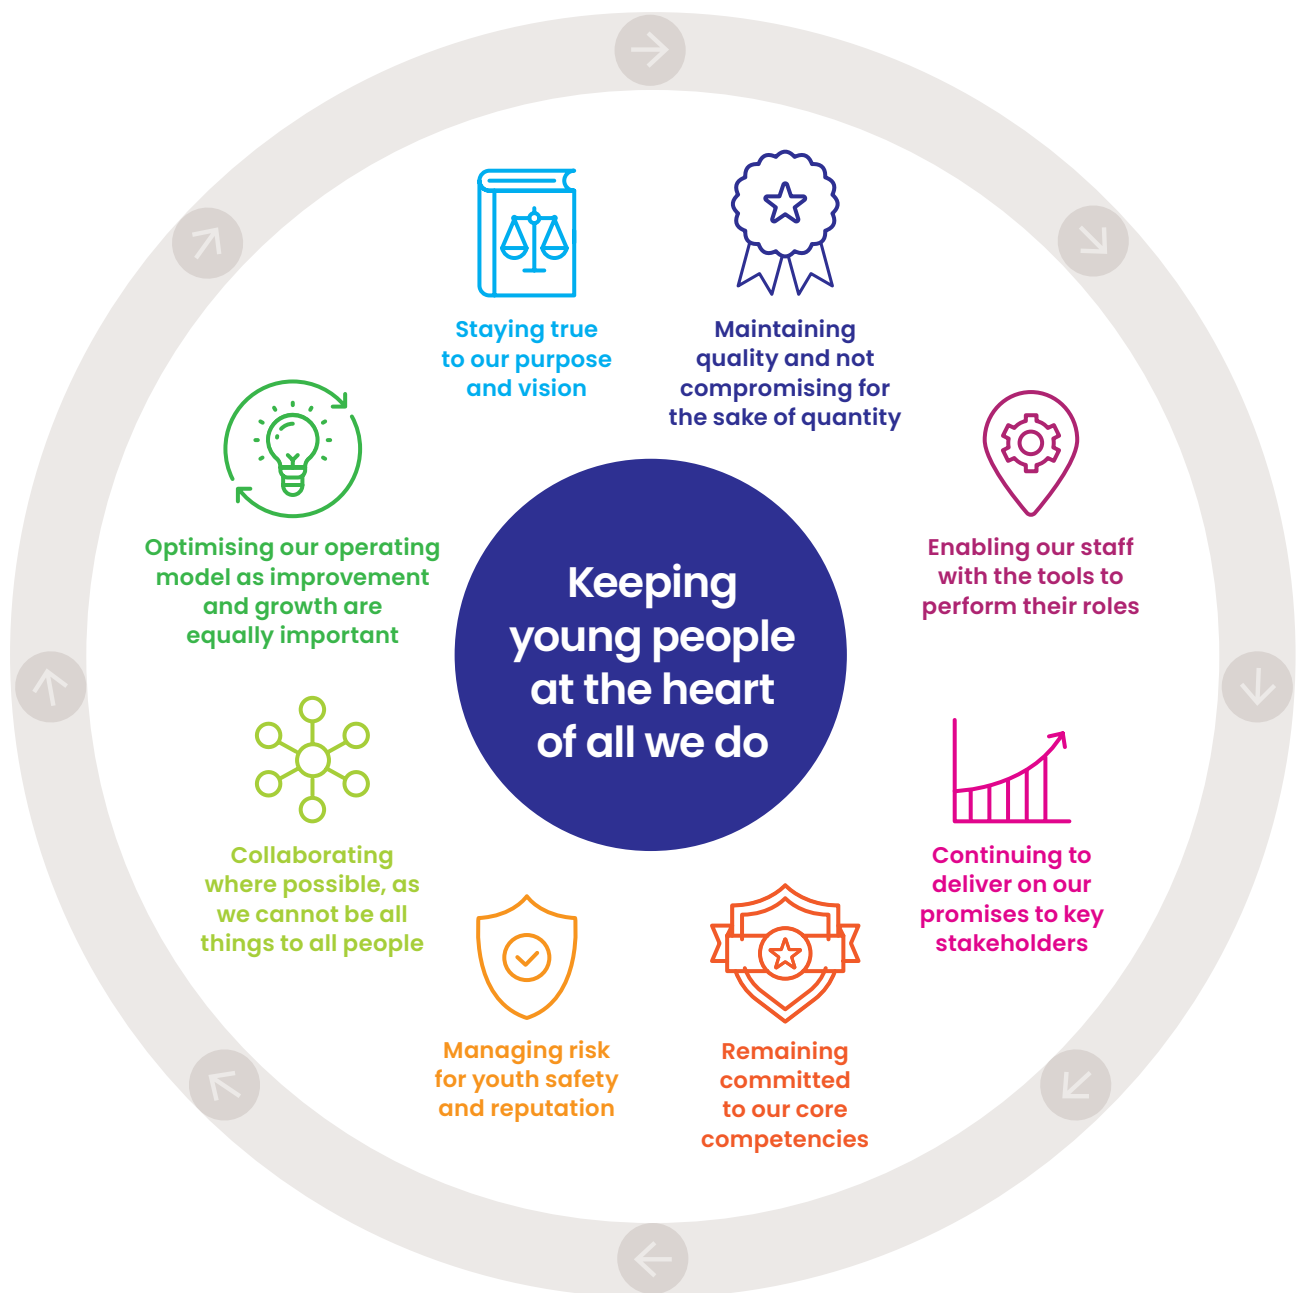 Staying true
to our purpose
and vision
Maintaining
quality and not
compromising for
the sake of quantity
Enabling our staff
with the tools to
perform their roles
Continuing to
deliver on our
promises to key
stakeholders
Remaining
committed
to our core
competencies
Managing risk
for youth safety
and reputation
Collaborating
where possible, as
we cannot be all
things to all people
Optimising our operating
model as improvement
and growth are
equally important
Keeping
young people
at the heart
of all we do